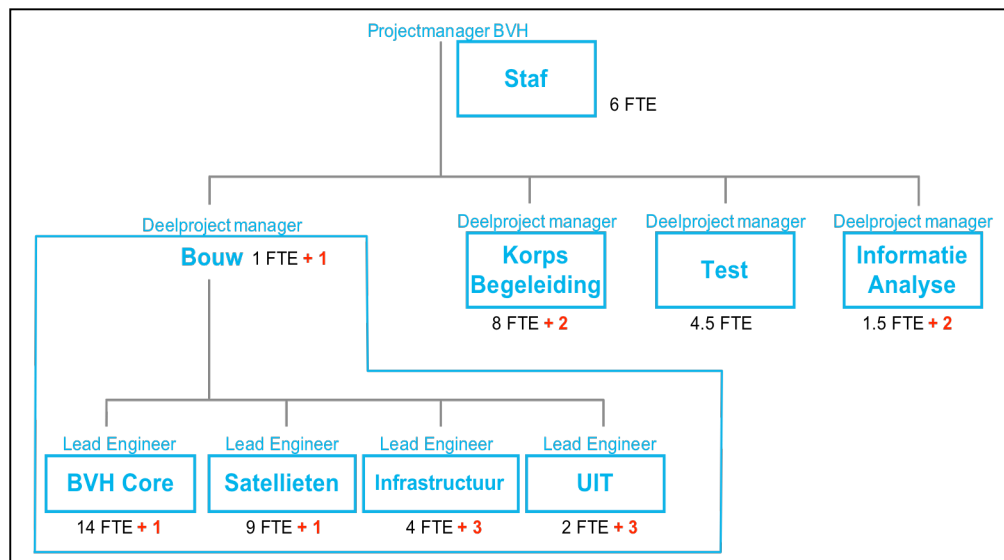 Projectmanager BVH
Staf
6 FTE
Deelproject manager
Bouw 1 FTE + 1
Deelproject manager
Korps
Begeleiding
8 FTE + 2
Deelproject manager
Test
4.5 FTE
Deelproject manager
Informatie
Analyse
1.5 FTE + 2
Lead Engineer
BVH Core
14 FTE + 1
Lead Engineer
Satellieten
9 FTE + 1
Lead Engineer
Infrastructuur
4 FTE + 3
Lead Engineer
UIT
2 FTE + 3